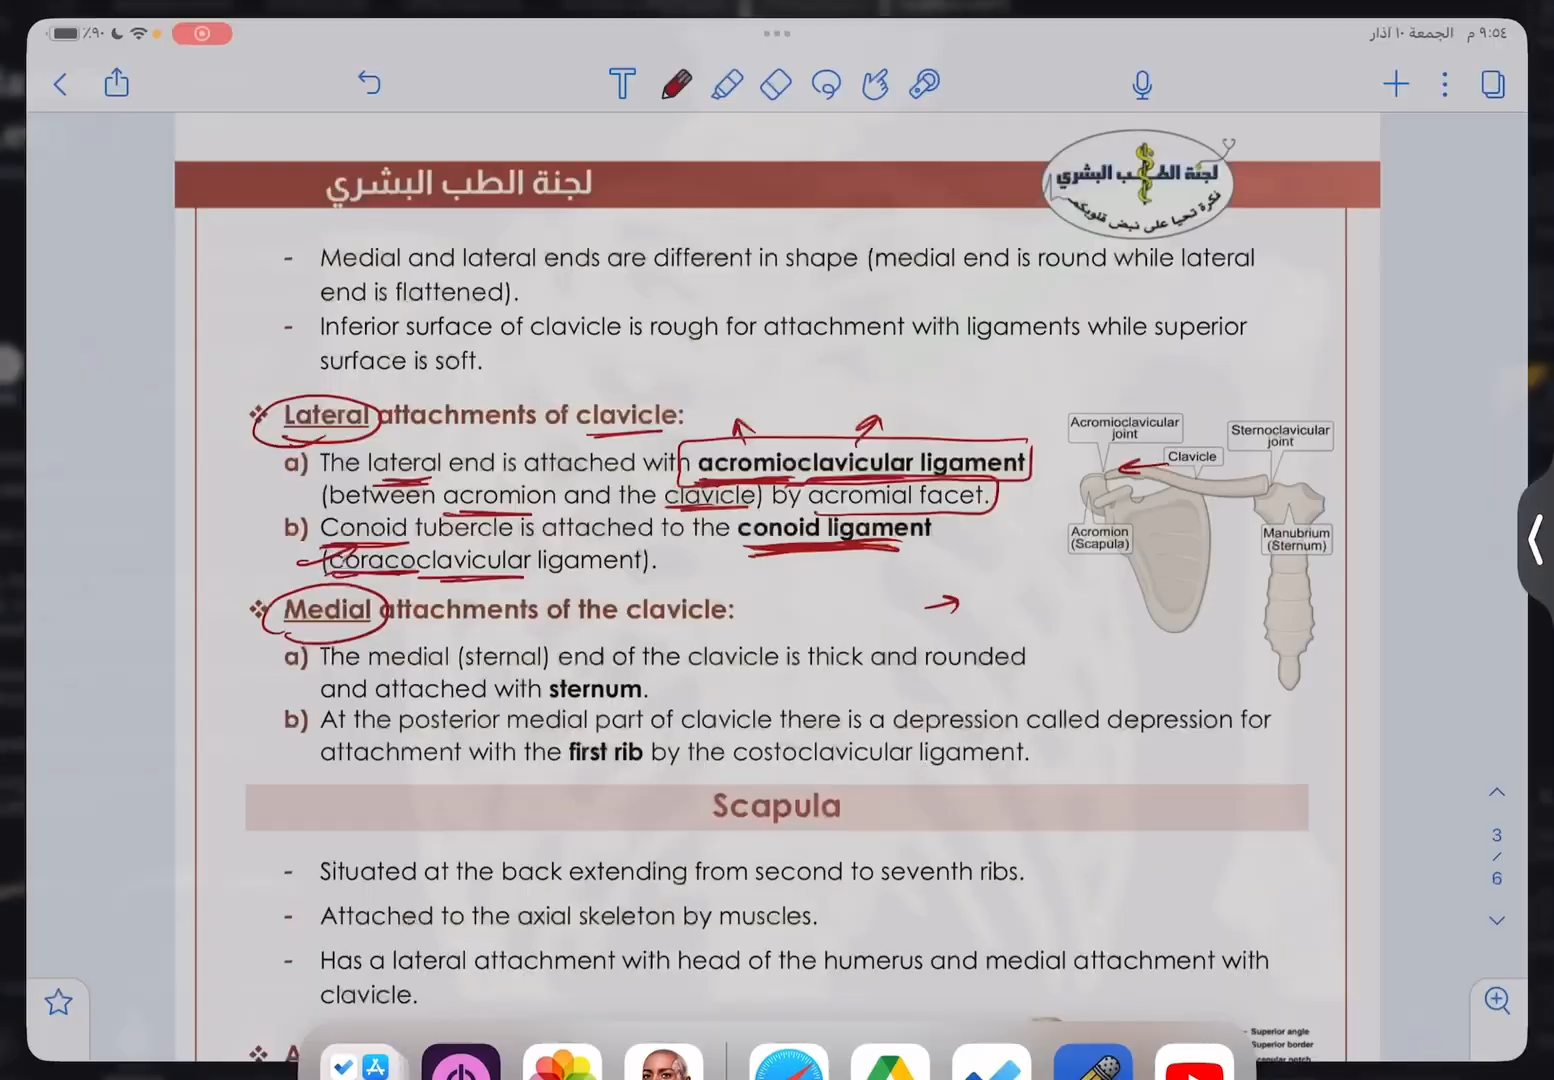 ٪٩٠
٩:٥٤ م الجمعة ١٠ آذار
لجنة الطب البشري
لجنة الطب البشري
فكرة تحيا على نبض قلوبكم
- Medial and lateral ends are different in shape (medial end is round while lateral
end is flattened).
- Inferior surface of clavicle is rough for attachment with ligaments while superior
surface is soft.
❖ Lateral attachments of clavicle:
a) The lateral end is attached with acromioclavicular ligament
(between acromion and the clavicle) by acromial facet.
b) Conoid tubercle is attached to the conoid ligament
(coracoclavicular ligament).
Acromioclavicular
joint
Sternoclavicular
joint
Clavicle
Acromion
(Scapula)
Manubrium
(Sternum)
❖ Medial attachments of the clavicle:
a) The medial (sternal) end of the clavicle is thick and rounded
and attached with sternum.
b) At the posterior medial part of clavicle there is a depression called depression for
attachment with the first rib by the costoclavicular ligament.
Scapula
- Situated at the back extending from second to seventh ribs.
- Attached to the axial skeleton by muscles.
- Has a lateral attachment with head of the humerus and medial attachment with
clavicle.
3
/
6
Superior angle
Superior border